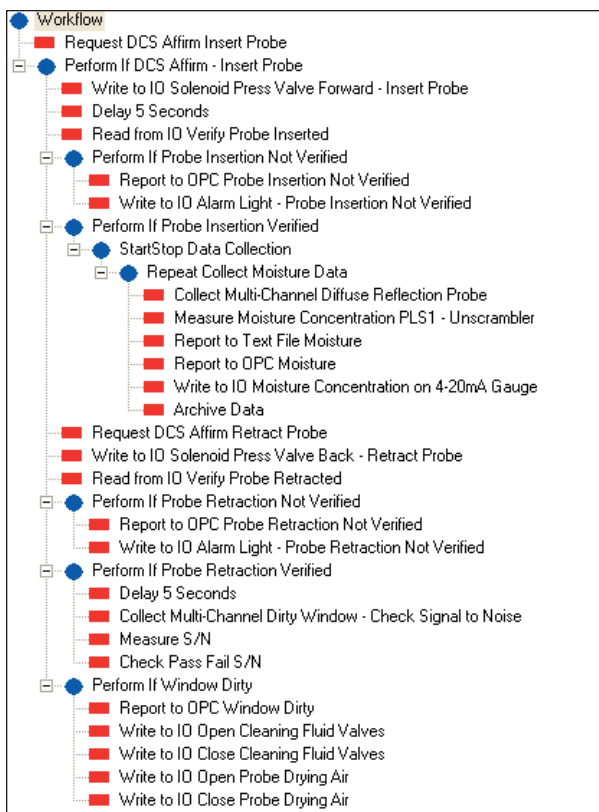 Workflow
Request DCS Affirm Insert Probe
Perform If DCS Affirm - Insert Probe
Write to IO Solenoid Press Valve Forward - Insert Probe
Delay 5 Seconds
Read from IO Verify Probe Inserted
Perform If Probe Insertion Not Verified
Report to OPC Probe Insertion Not Verified
Write to IO Alarm Light - Probe Insertion Not Verified
Perform If Probe Insertion Verified
StartStop Data Collection
Repeat Collect Moisture Data
Collect Multi-Channel Diffuse Reflection Probe
Measure Moisture Concentration PLS1 - Unscrambler
Report to Text File Moisture
Report to OPC Moisture
Write to IO Moisture Concentration on 4-20mA Gauge
Archive Data
Request DCS Affirm Retract Probe
Write to IO Solenoid Press Valve Back - Retract Probe
Read from IO Verify Probe Retracted
Perform If Probe Retraction Not Verified
Report to OPC Probe Retraction Not Verified
Write to IO Alarm Light - Probe Retraction Not Verified
Perform If Probe Retraction Verified
Delay 5 Seconds
Collect Multi-Channel Dirty Window - Check Signal to Noise
Measure S/N
Check Pass Fail S/N
Perform If Window Dirty
Report to OPC Window Dirty
Write to IO Open Cleaning Fluid Valves
Write to IO Close Cleaning Fluid Valves
Write to IO Open Probe Drying Air
Write to IO Close Probe Drying Air